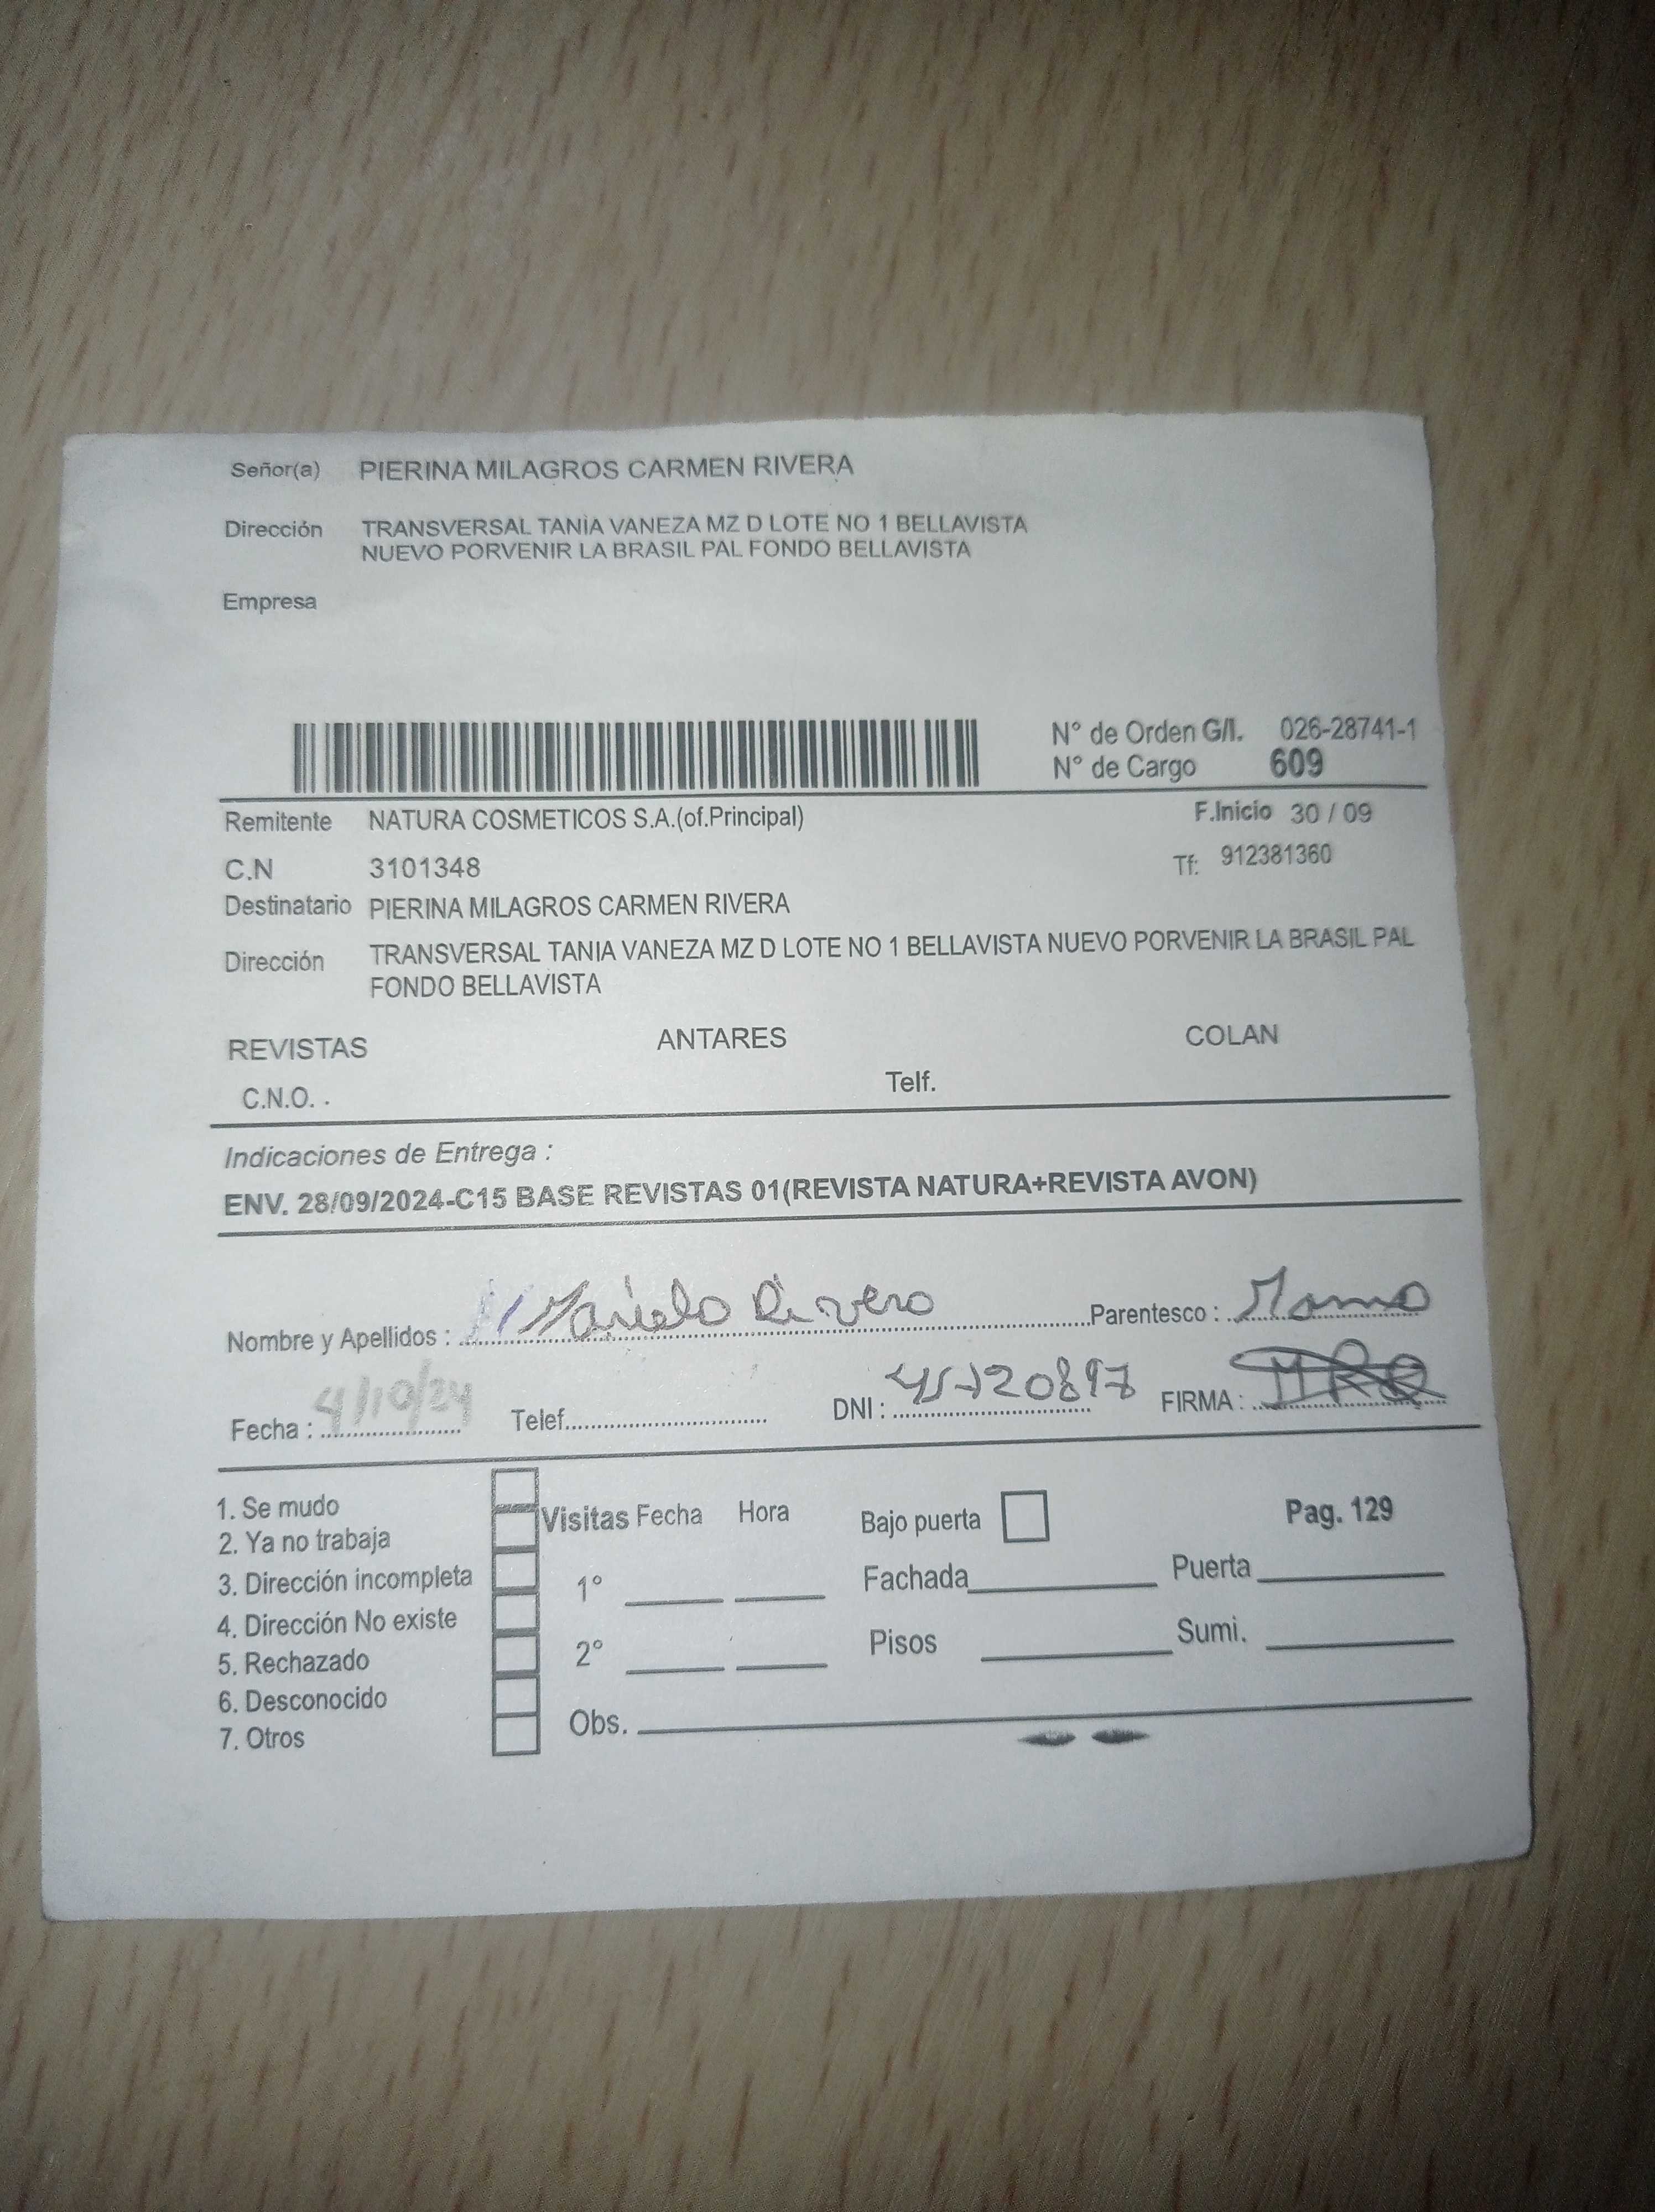 Señor(a) PIERINA MILAGROS CARMEN RIVERA
Dirección TRANSVERSAL TANIA VANEZA MZ D LOTE NO 1 BELLAVISTA
NUEVO PORVENIR LA BRASIL PAL FONDO BELLAVISTA
Empresa
N° de Orden G/I. 026-28741-1
N° de Cargo 609
Remitente NATURA COSMETICOS S.A.(of.Principal) F.Inicio 30 / 09
C.N 3101348 Tf: 912381360
Destinatario PIERINA MILAGROS CARMEN RIVERA
Dirección TRANSVERSAL TANIA VANEZA MZ D LOTE NO 1 BELLAVISTA NUEVO PORVENIR LA BRASIL PAL
FONDO BELLAVISTA
REVISTAS ANTARES COLAN
C.N.O. . Telf.
Indicaciones de Entrega :
ENV. 28/09/2024-C15 BASE REVISTAS 01(REVISTA NATURA+REVISTA AVON)
Nombre y Apellidos : Mariela Rivera Parentesco : Mama
Fecha : 4/10/24 Telef. DNI : FIRMA :
1. Se mudo Visitas Fecha Hora Bajo puerta Pag. 129
2. Ya no trabaja
3. Dirección incompleta 1° Fachada Puerta
4. Dirección No existe
5. Rechazado 2° Pisos Sumi.
6. Desconocido
7. Otros Obs.